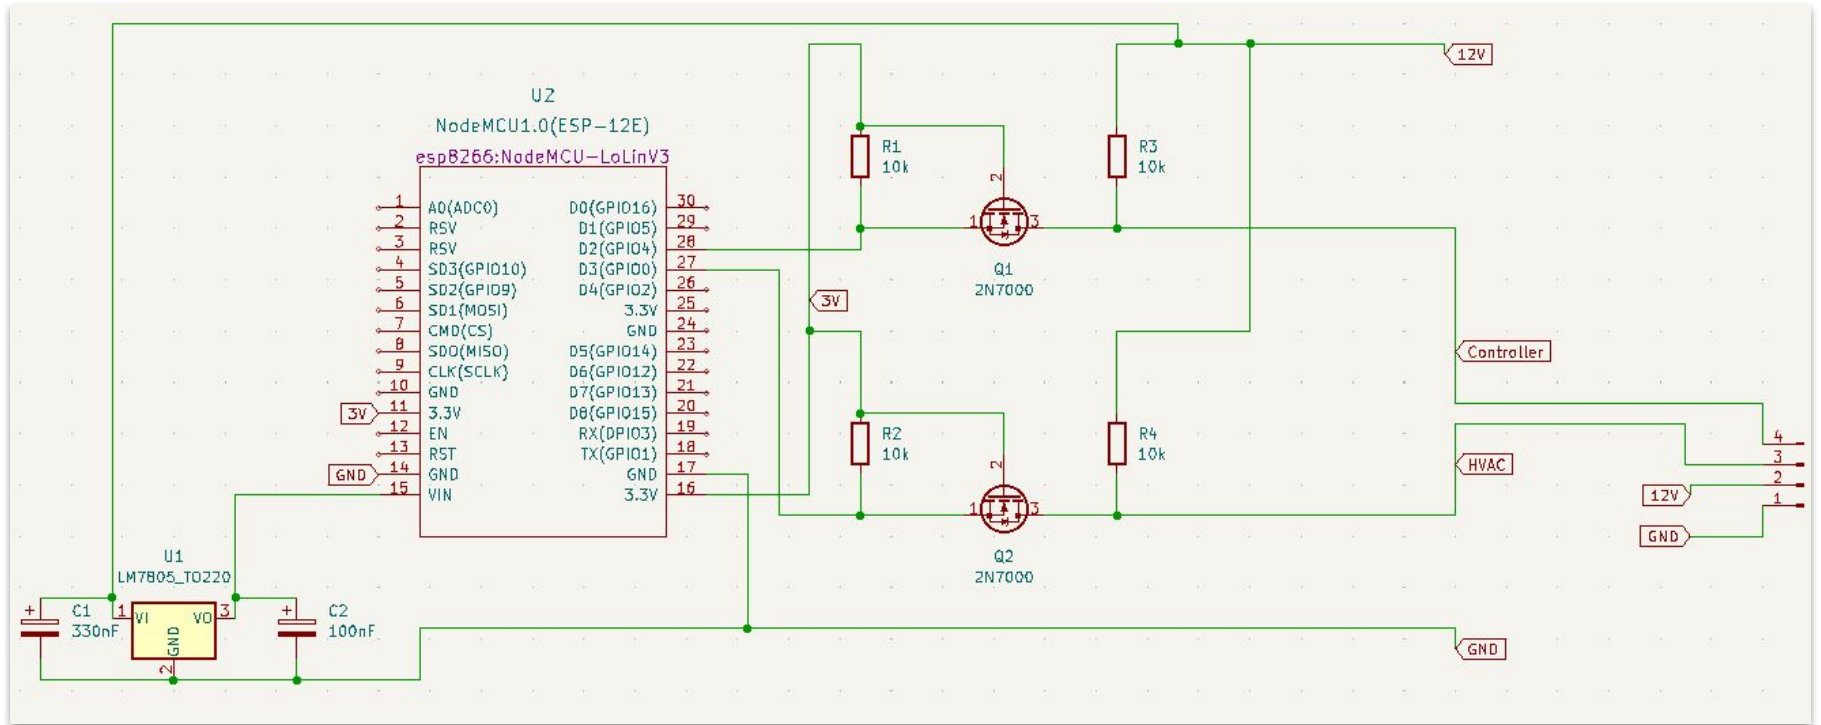 12V
U2
NodeMCU1.0(ESP-12E)
esp8266:NodeMCU-LoLinV3
1 A0(ADC0) D0(GPIO16) 30
2 RSV D1(GPIO5) 29
3 RSV D2(GPIO4) 28
4 SD3(GPIO10) D3(GPIO0) 27
5 SD2(GPIO9) D4(GPIO2) 26
6 SD1(MOSI) 3.3V 25
7 CMD(CS) GND 24
8 SD0(MISO) D5(GPIO14) 23
9 CLK(SCLK) D6(GPIO12) 22
10 GND D7(GPIO13) 21
3V 11 3.3V D8(GPIO15) 20
12 EN RX(DPIO3) 19
13 RST TX(GPIO1) 18
GND 14 GND GND 17
15 VIN 3.3V 16
R1
10k
R3
10k
2
1 3
Q1
2N7000
3V
R2
10k
R4
10k
2
1 3
Q2
2N7000
Controller
HVAC
4
3
12V 2
GND 1
U1
LM7805_TO220
+ C1
330nF
1 VI VO 3
GND
2
+ C2
100nF
GND